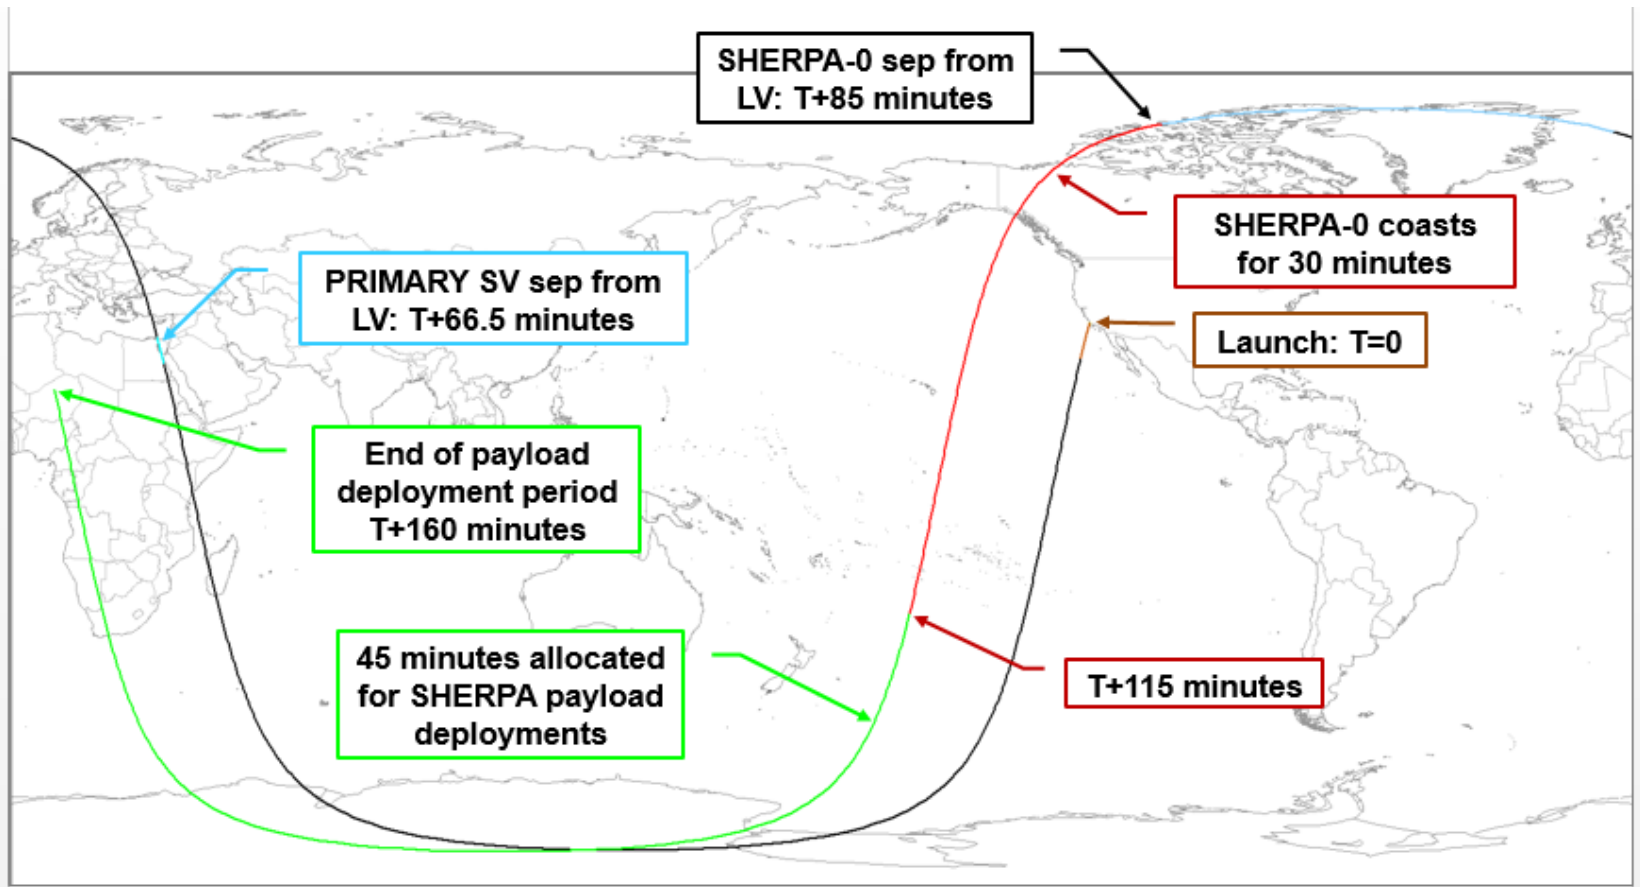 SHERPA-0 sep from
LV: T+85 minutes
SHERPA-0 coasts
for 30 minutes
PRIMARY SV sep from
LV: T+66.5 minutes
Launch: T=0
End of payload
deployment period
T+160 minutes
45 minutes allocated
for SHERPA payload
deployments
T+115 minutes